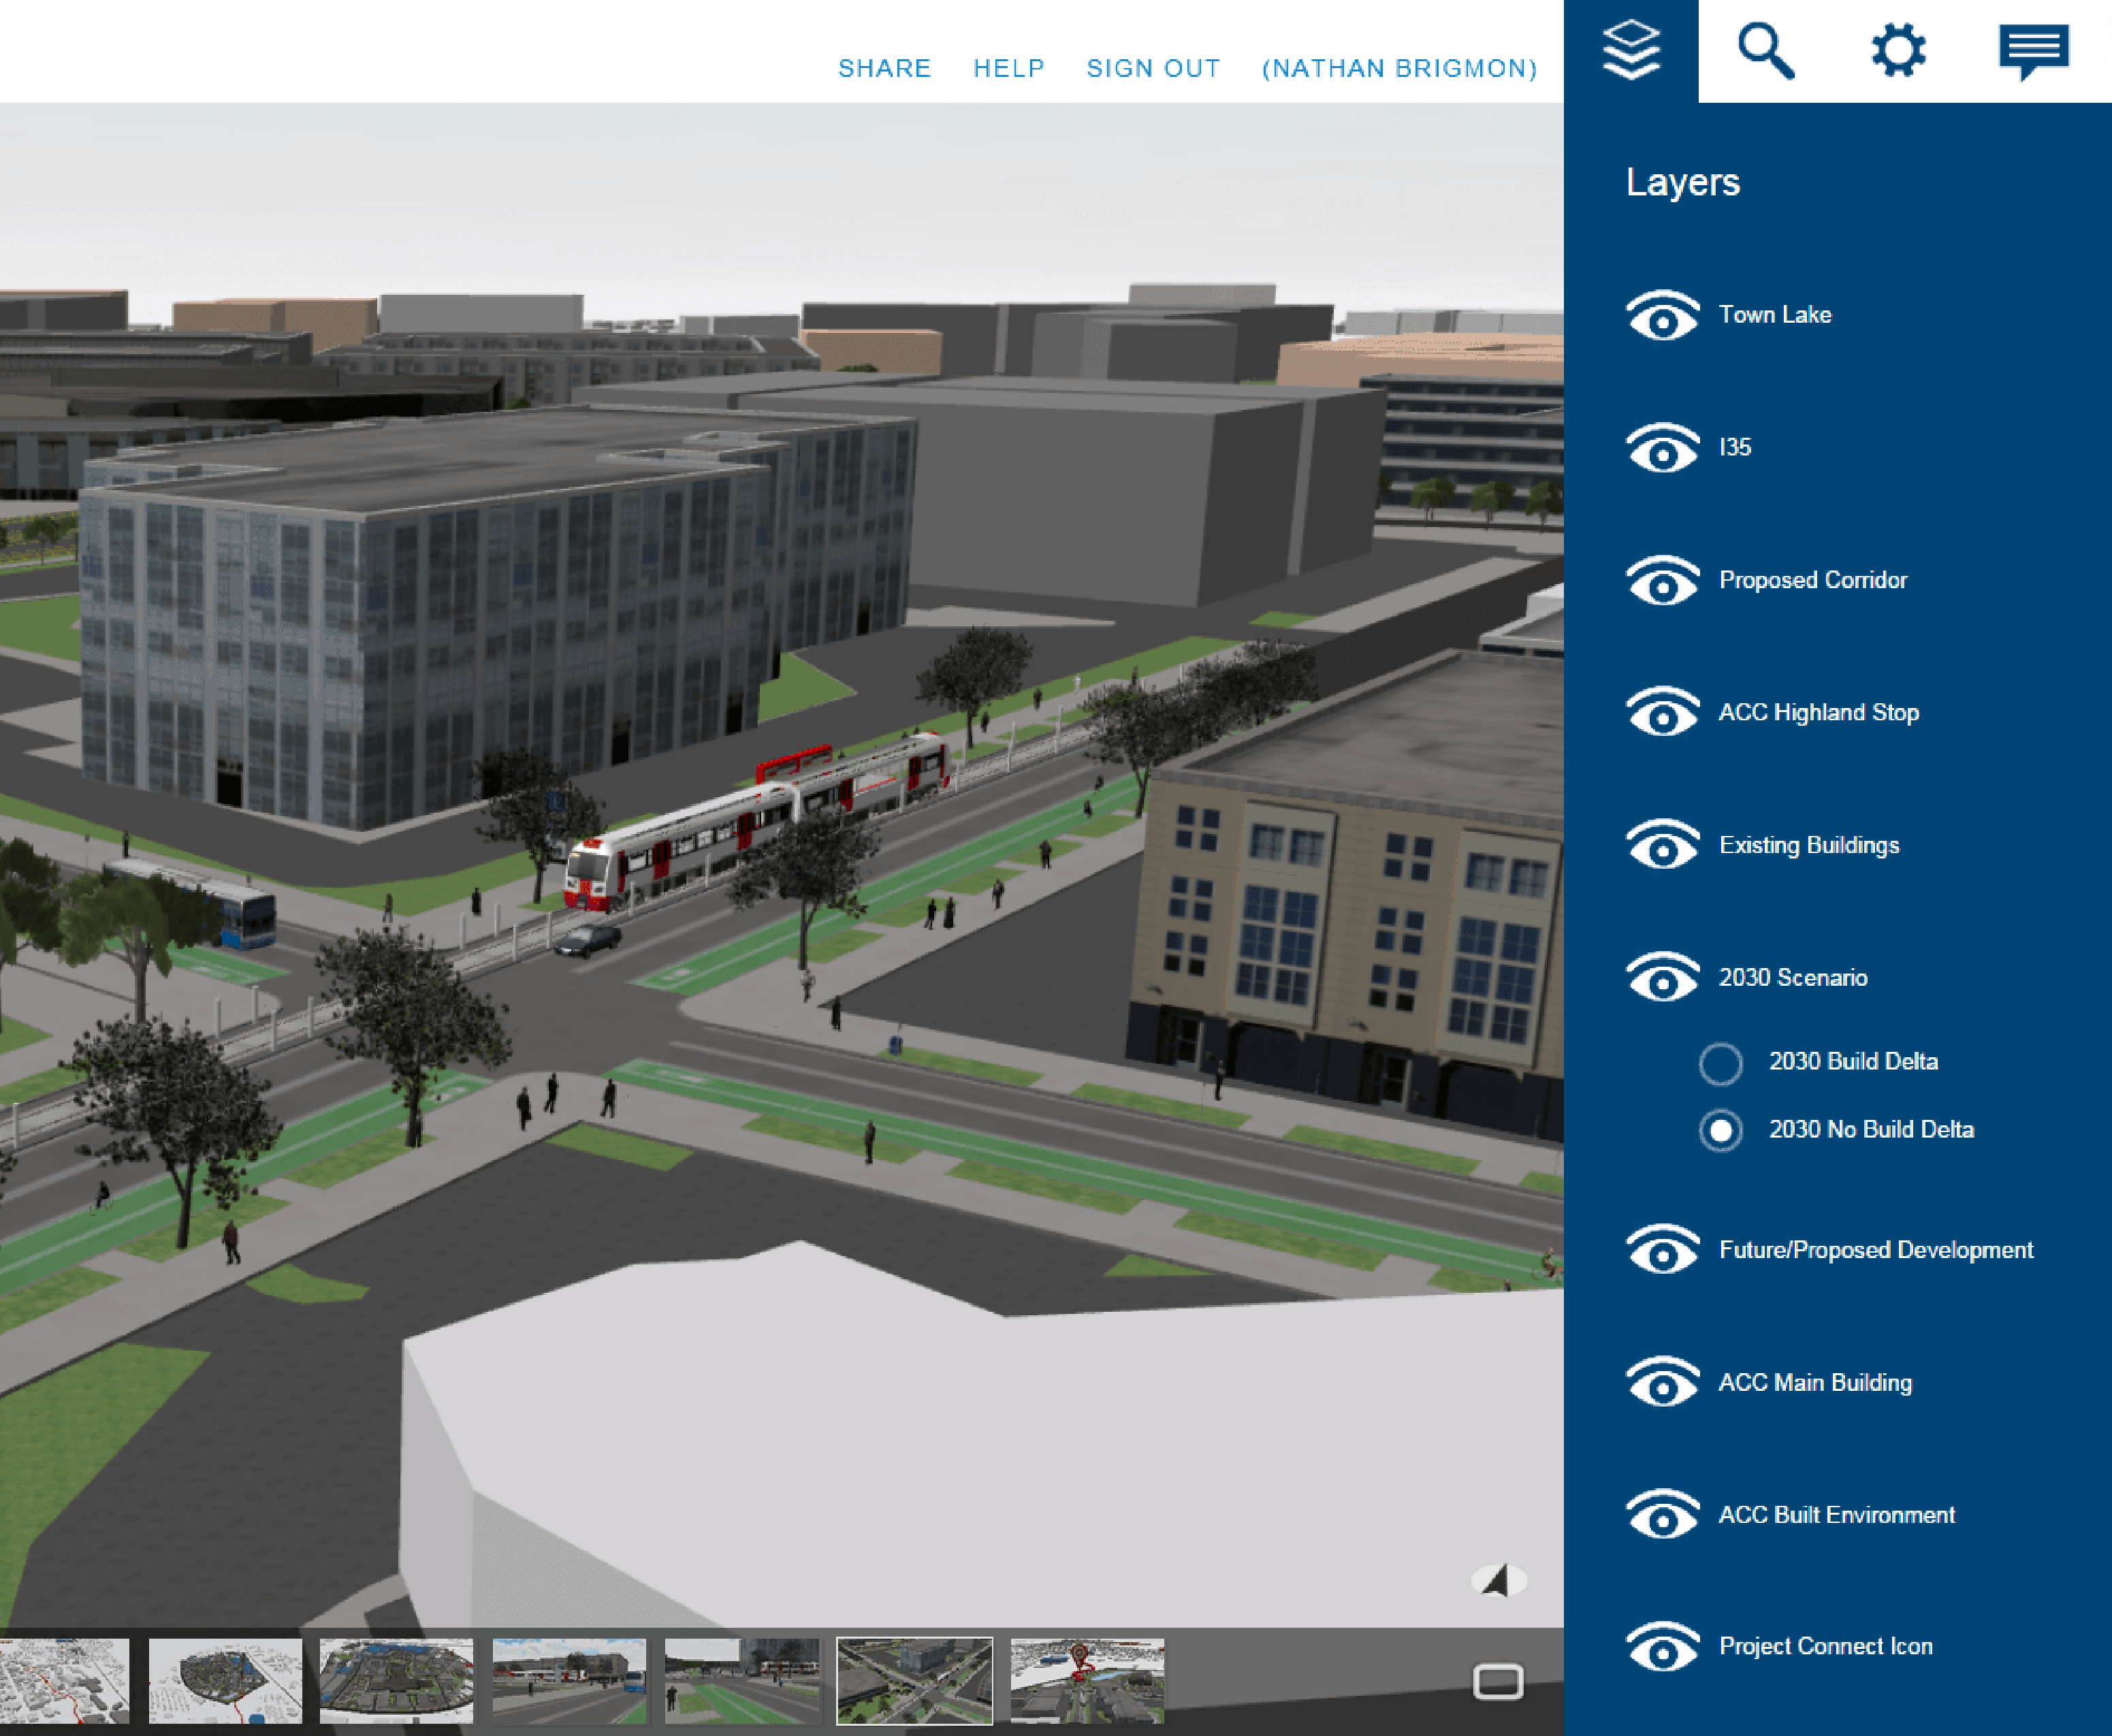 SHARE HELP SIGN OUT (NATHAN BRIGMON)
Layers
Town Lake
I35
Proposed Corridor
ACC Highland Stop
Existing Buildings
2030 Scenario
2030 Build Delta
2030 No Build Delta
Future/Proposed Development
ACC Main Building
ACC Built Environment
Project Connect Icon